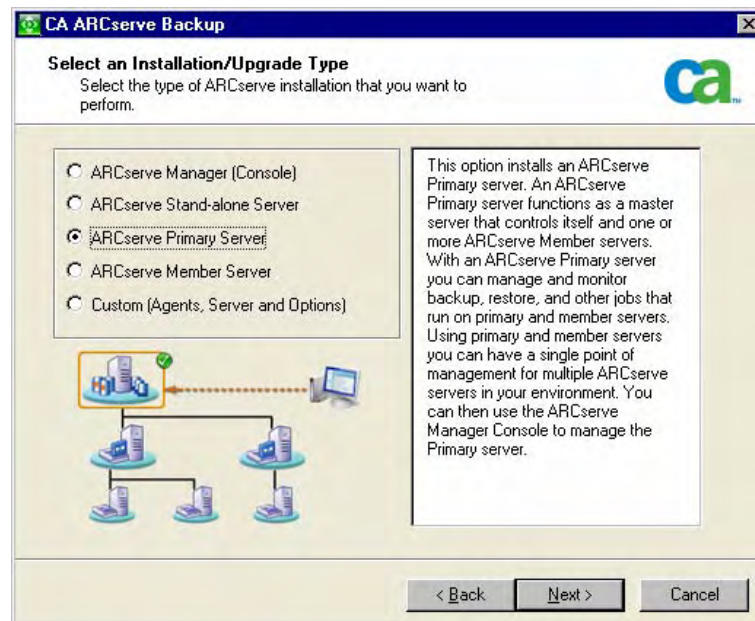 CA ARCserve Backup
Select an Installation/Upgrade Type
Select the type of ARCserve installation that you want to
perform.
ca
ARCserve Manager (Console)
ARCserve Stand-alone Server
ARCserve Primary Server
ARCserve Member Server
Custom (Agents, Server and Options)
This option installs an ARCserve
Primary server. An ARCserve
Primary server functions as a master
server that controls itself and one or
more ARCserve Member servers.
With an ARCserve Primary server
you can manage and monitor
backup, restore, and other jobs that
run on primary and member servers.
Using primary and member servers
you can have a single point of
management for multiple ARCserve
servers in your environment. You
can then use the ARCserve
Manager Console to manage the
Primary server.
< Back
Next >
Cancel